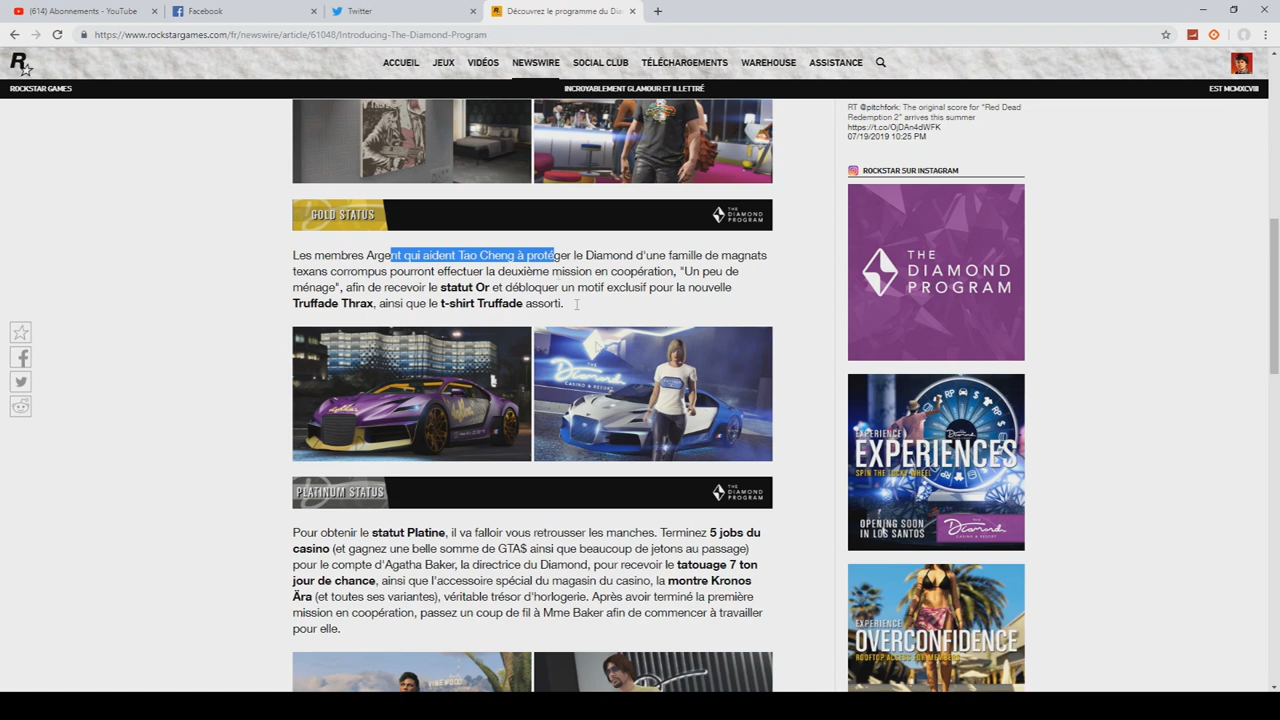 (614) Abonnements - YouTube
Facebook
Twitter
Découvrez le programme du Dia
https://www.rockstargames.com/fr/newswire/article/61048/Introducing-The-Diamond-Program
ACCUEIL JEUX VIDÉOS NEWSWIRE SOCIAL CLUB TÉLÉCHARGEMENTS WAREHOUSE ASSISTANCE
ROCKSTAR GAMES INCROYABLEMENT GLAMOUR ET ILLETTRÉ EST MCMXCVIII
GOLD STATUS THE DIAMOND PROGRAM
Les membres Argent qui aident Tao Cheng à protéger le Diamond d'une famille de magnats
texans corrompus pourront effectuer la deuxième mission en coopération, "Un peu de
ménage", afin de recevoir le statut Or et débloquer un motif exclusif pour la nouvelle
Truffade Thrax, ainsi que le t-shirt Truffade assorti.
THE
Diamond
CASINO & RESORT
PLATINUM STATUS THE DIAMOND PROGRAM
Pour obtenir le statut Platine, il va falloir vous retrousser les manches. Terminez 5 jobs du
casino (et gagnez une belle somme de GTA$ ainsi que beaucoup de jetons au passage)
pour le compte d'Agatha Baker, la directrice du Diamond, pour recevoir le tatouage 7 ton
jour de chance, ainsi que l'accessoire spécial du magasin du casino, la montre Kronos
Ära (et toutes ses variantes), véritable trésor d'horlogerie. Après avoir terminé la première
mission en coopération, passez un coup de fil à Mme Baker afin de commencer à travailler
pour elle.
RT @pitchfork: The original score for "Red Dead
Redemption 2" arrives this summer
https://t.co/OjDAn4dWFK
07/19/2019 10:25 PM
ROCKSTAR SUR INSTAGRAM
THE
DIAMOND
PROGRAM
EXPERIENCE
EXPERIENCES
SPIN THE LUCKY WHEEL
OPENING SOON
IN LOS SANTOS
Diamond
EXPERIENCE
OVERCONFIDENCE
ROOFTOP ACCESS FOR MEMBERS